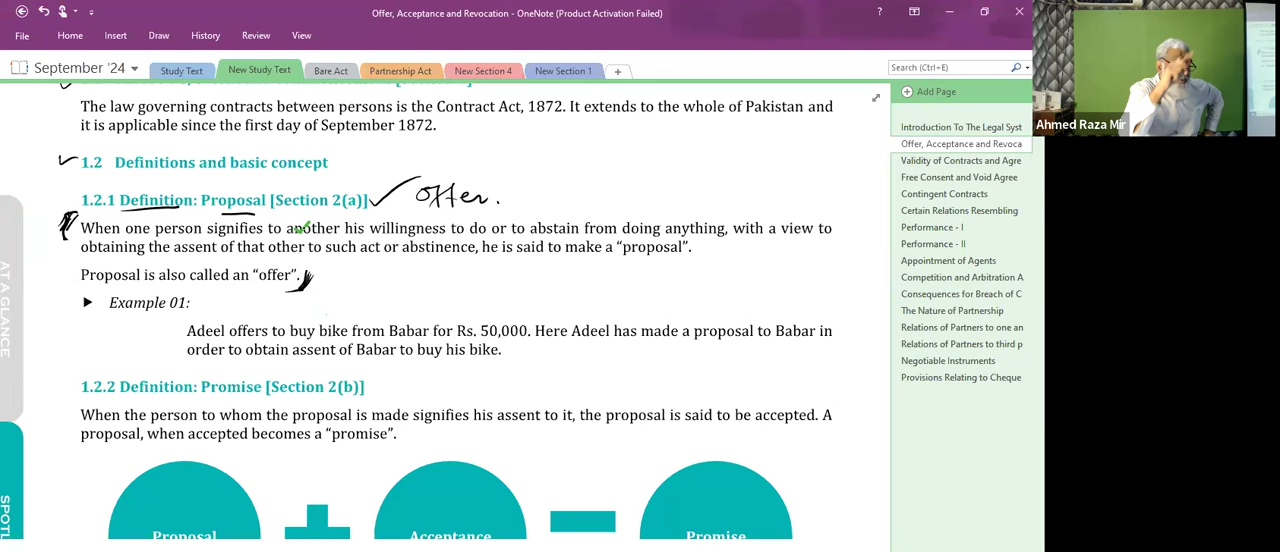 Offer, Acceptance and Revocation - OneNote (Product Activation Failed)
File Home Insert Draw History Review View
September '24 Study Text New Study Text Bare Act Partnership Act New Section 4 New Section 1
Search (Ctrl+E)
The law governing contracts between persons is the Contract Act, 1872. It extends to the whole of Pakistan and
it is applicable since the first day of September 1872.
1.2 Definitions and basic concept
1.2.1 Definition: Proposal [Section 2(a)] offer.
When one person signifies to another his willingness to do or to abstain from doing anything, with a view to
obtaining the assent of that other to such act or abstinence, he is said to make a “proposal”.
Proposal is also called an “offer”.
Example 01:
Adeel offers to buy bike from Babar for Rs. 50,000. Here Adeel has made a proposal to Babar in
order to obtain assent of Babar to buy his bike.
1.2.2 Definition: Promise [Section 2(b)]
When the person to whom the proposal is made signifies his assent to it, the proposal is said to be accepted. A
proposal, when accepted becomes a “promise”.
Proposal Acceptance Promise
AT A GLANCE
SPOTL
Add Page
Introduction To The Legal Syst
Offer, Acceptance and Revoca
Validity of Contracts and Agre
Free Consent and Void Agree
Contingent Contracts
Certain Relations Resembling
Performance - I
Performance - II
Appointment of Agents
Competition and Arbitration A
Consequences for Breach of C
The Nature of Partnership
Relations of Partners to one an
Relations of Partners to third p
Negotiable Instruments
Provisions Relating to Cheque
Ahmed Raza Mir